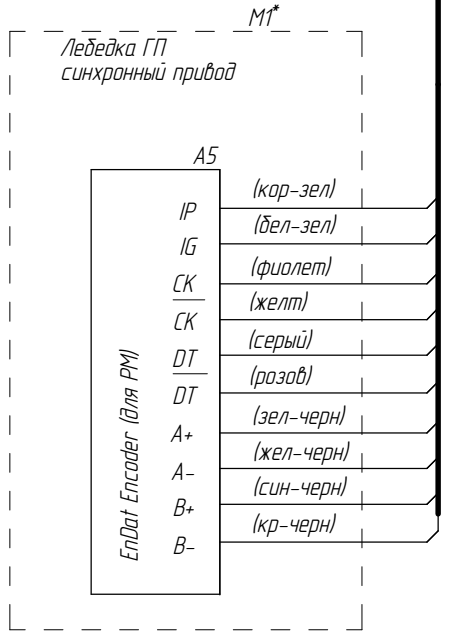 M1*
Лебедка ГП
синхронный привод
A5
IP (кор-зел)
IG (бел-зел)
CK (фиолет)
CK (желт)
DT (серый)
DT (розов)
A+ (зел-черн)
A- (жел-черн)
B+ (син-черн)
B- (кр-черн)
EnDat Encoder (для PM)